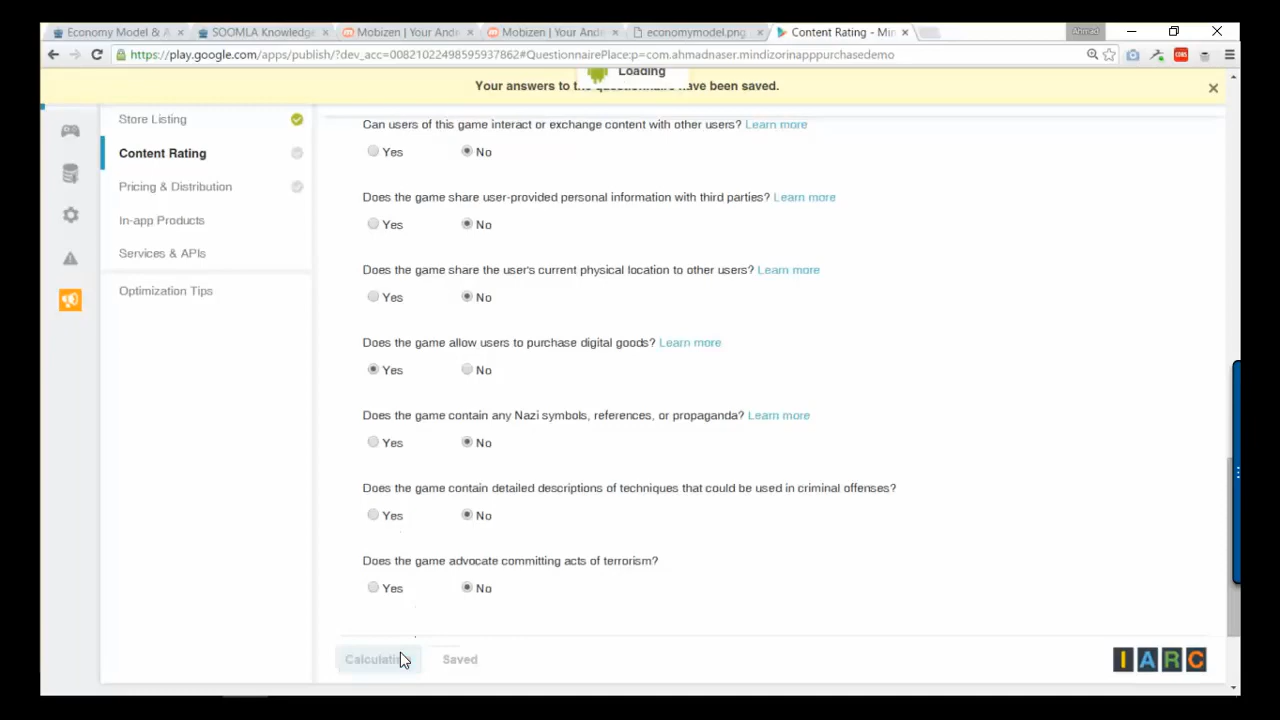 Economy Model & A
SOOMLA Knowledge
Mobizen | Your And
Mobizen | Your And
economymodel.png
Content Rating - Min
Ahmad
https://play.google.com/apps/publish/?dev_acc=00821022498595937862#QuestionnairePlace:p=com.ahmadnaser.mindizorinapppurchasedemo
Loading
Your answers to the questionnaire have been saved.
Store Listing
Content Rating
Pricing & Distribution
In-app Products
Services & APIs
Optimization Tips
Can users of this game interact or exchange content with other users? Learn more
Yes No
Does the game share user-provided personal information with third parties? Learn more
Yes No
Does the game share the user's current physical location to other users? Learn more
Yes No
Does the game allow users to purchase digital goods? Learn more
Yes No
Does the game contain any Nazi symbols, references, or propaganda? Learn more
Yes No
Does the game contain detailed descriptions of techniques that could be used in criminal offenses?
Yes No
Does the game advocate committing acts of terrorism?
Yes No
Saved
IARC